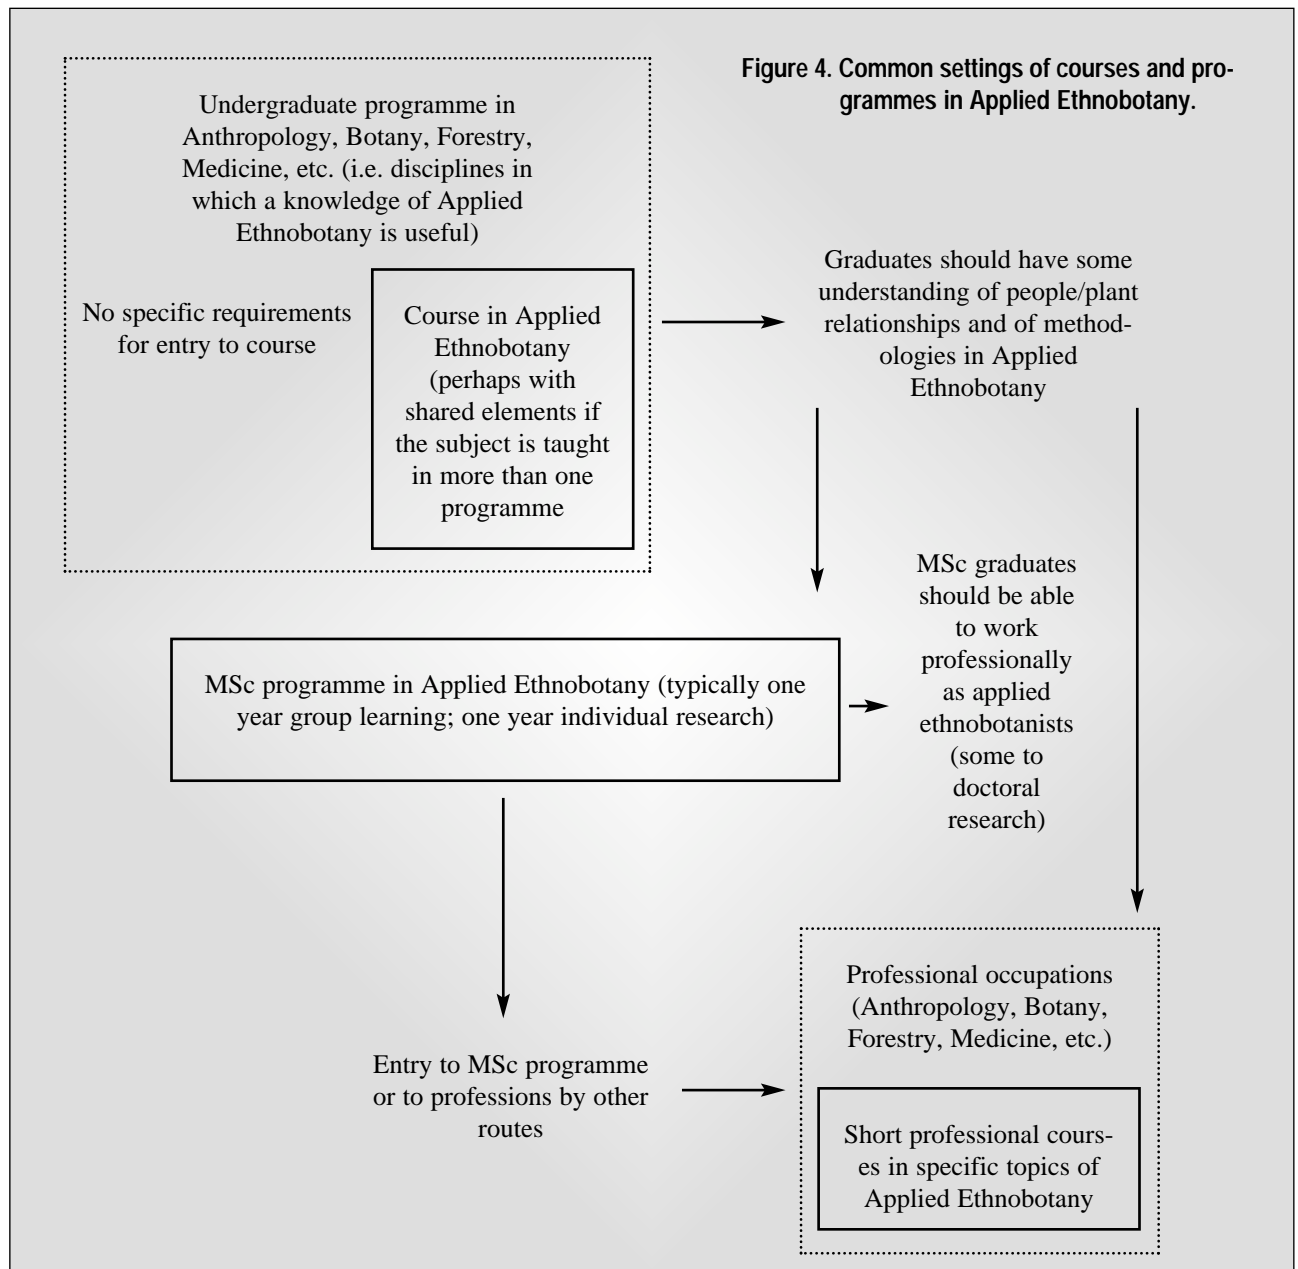 Figure 4. Common settings of courses and pro-
grammes in Applied Ethnobotany.
Undergraduate programme in
Anthropology, Botany, Forestry,
Medicine, etc. (i.e. disciplines in
which a knowledge of Applied
Ethnobotany is useful)
No specific requirements
for entry to course
Course in Applied
Ethnobotany
(perhaps with
shared elements if
the subject is taught
in more than one
programme
Graduates should have some
understanding of people/plant
relationships and of method-
ologies in Applied
Ethnobotany
MSc graduates
should be able
to work
professionally
as applied
ethnobotanists
(some to
doctoral
research)
MSc programme in Applied Ethnobotany (typically one
year group learning; one year individual research)
Entry to MSc programme
or to professions by other
routes
Professional occupations
(Anthropology, Botany,
Forestry, Medicine, etc.)
Short professional cours-
es in specific topics of
Applied Ethnobotany